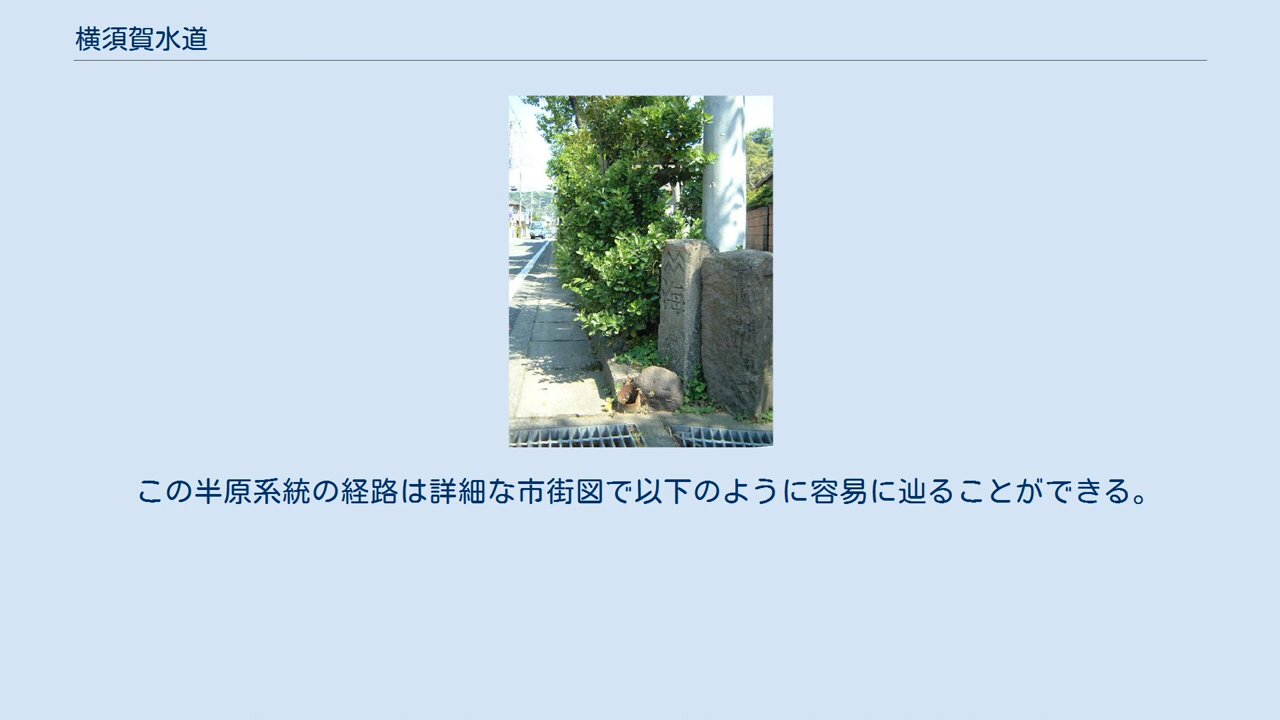 横須賀水道
海
この半原系統の経路は詳細な市街図で以下のように容易に辿ることができる。